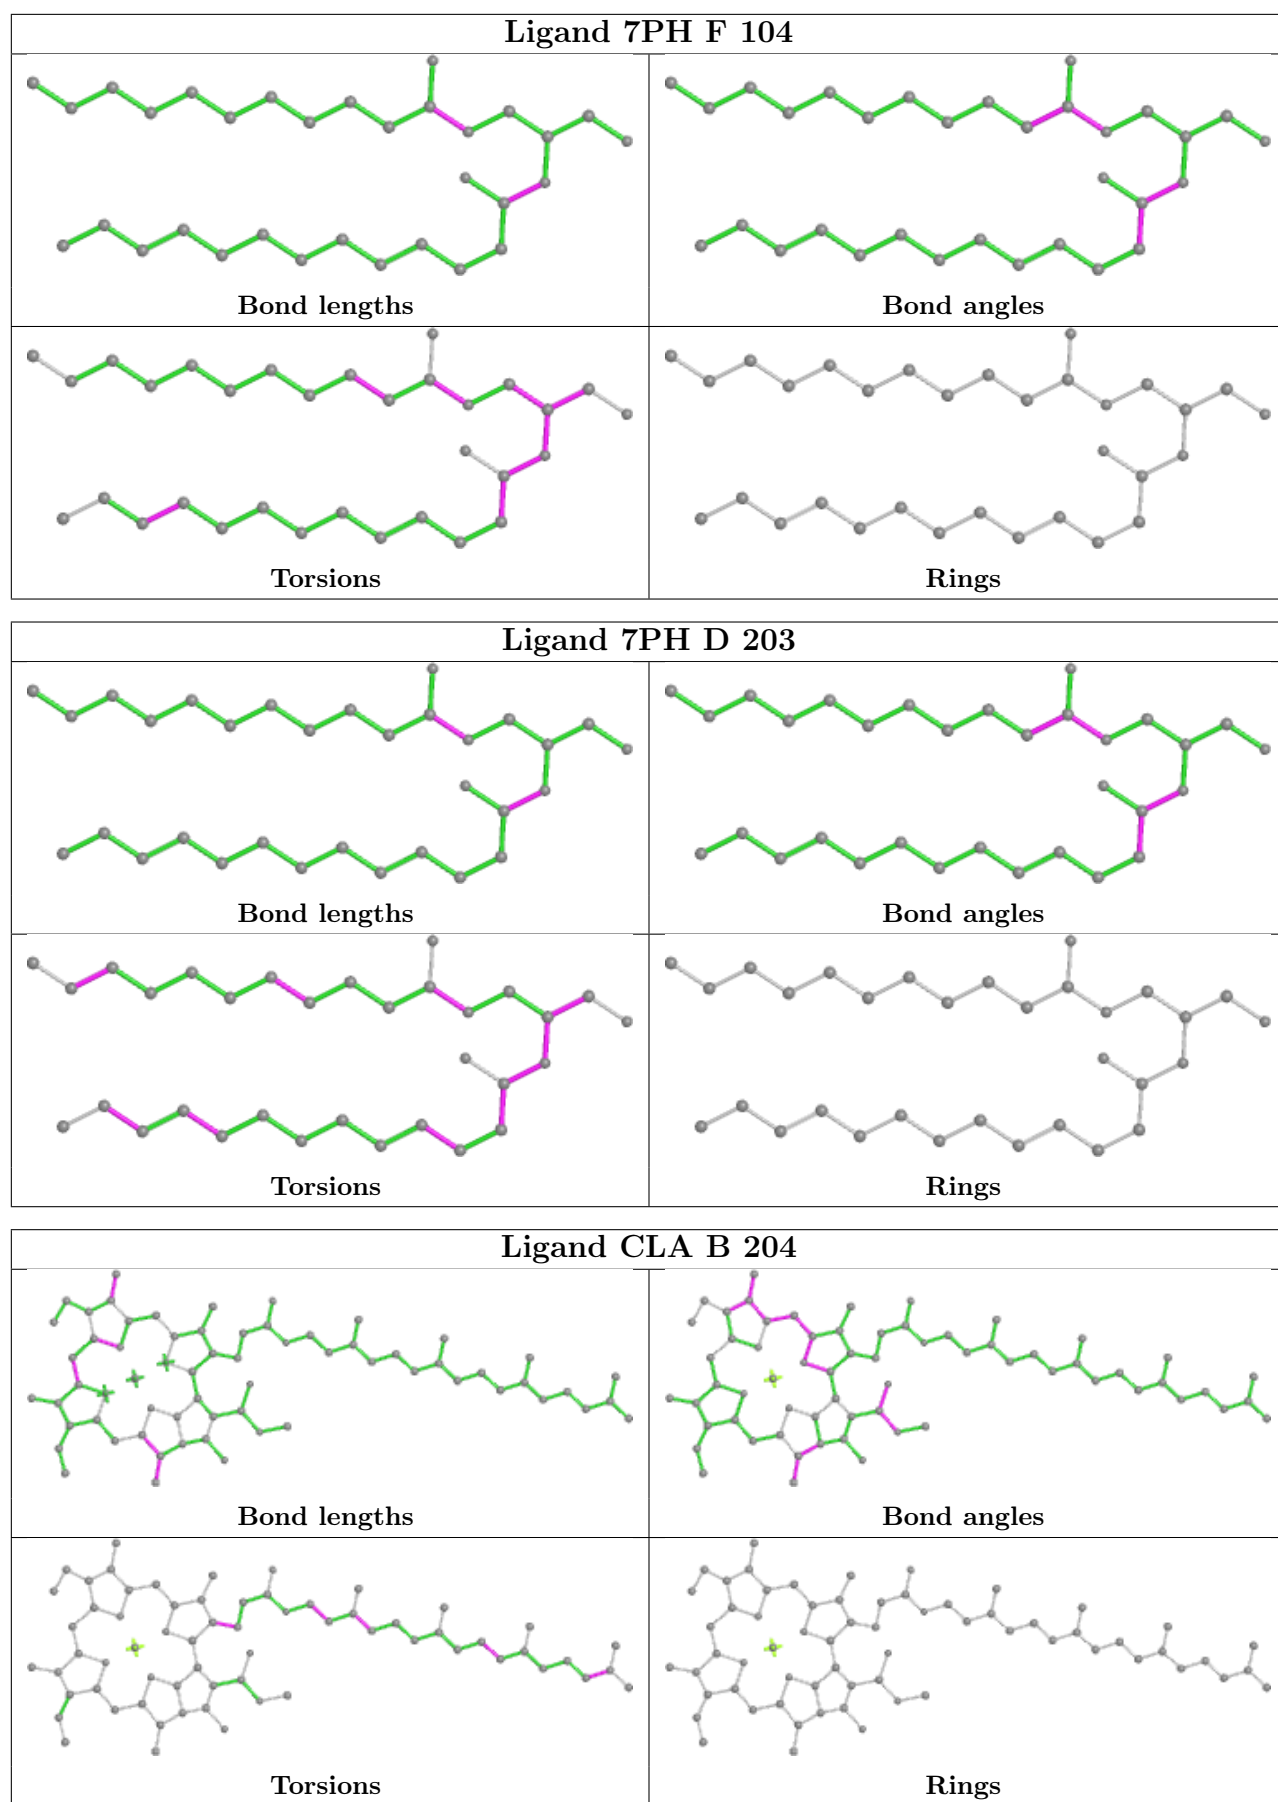 Ligand 7PH F 104
Bond lengths
Bond angles
Torsions
Rings
Ligand 7PH D 203
Bond lengths
Bond angles
Torsions
Rings
Ligand CLA B 204
Bond lengths
Bond angles
Torsions
Rings